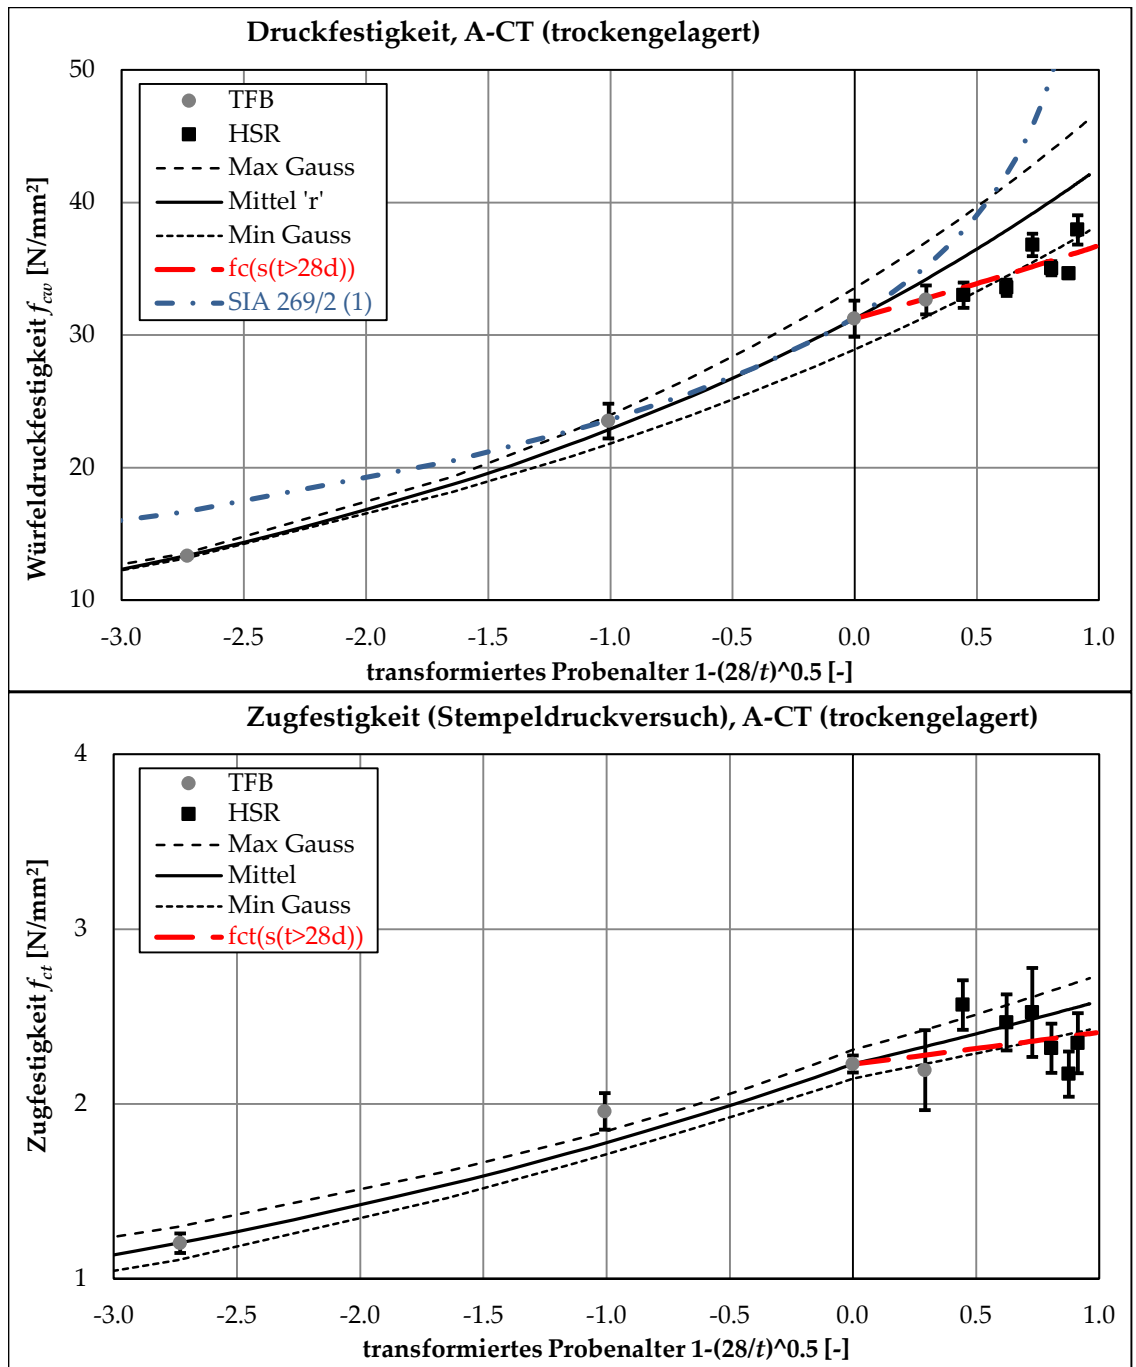 Druckfestigkeit, A-CT (trockengelagert)
Würfeldruckfestigkeit f_cw [N/mm²]
50
40
30
20
10
TFB
HSR
Max Gauss
Mittel 'r'
Min Gauss
fc(s(t>28d))
SIA 269/2 (1)
-3.0 -2.5 -2.0 -1.5 -1.0 -0.5 0.0 0.5 1.0
transformiertes Probenalter 1-(28/t)^0.5 [-]
Zugfestigkeit (Stempeldruckversuch), A-CT (trockengelagert)
Zugfestigkeit f_ct [N/mm²]
4
3
2
1
TFB
HSR
Max Gauss
Mittel
Min Gauss
fct(s(t>28d))
-3.0 -2.5 -2.0 -1.5 -1.0 -0.5 0.0 0.5 1.0
transformiertes Probenalter 1-(28/t)^0.5 [-]